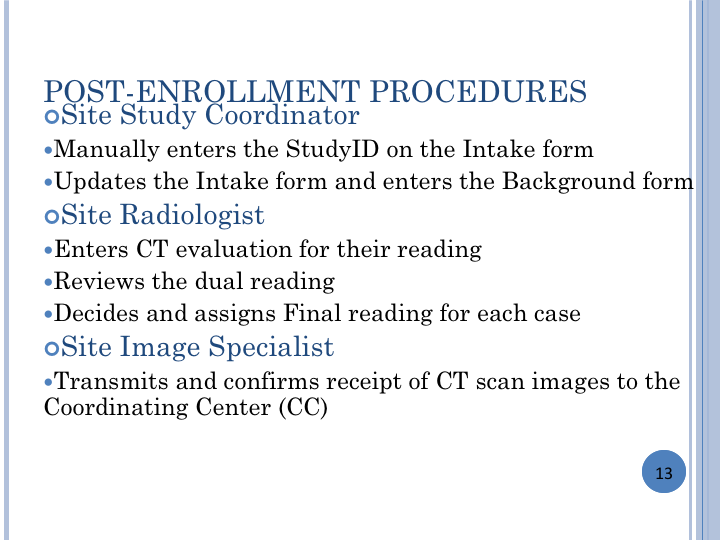 POST-ENROLLMENT PROCEDURES
Site Study Coordinator
•Manually enters the StudyID on the Intake form
•Updates the Intake form and enters the Background form
Site Radiologist
•Enters CT evaluation for their reading
•Reviews the dual reading
•Decides and assigns Final reading for each case
Site Image Specialist
•Transmits and confirms receipt of CT scan images to the
Coordinating Center (CC)
13